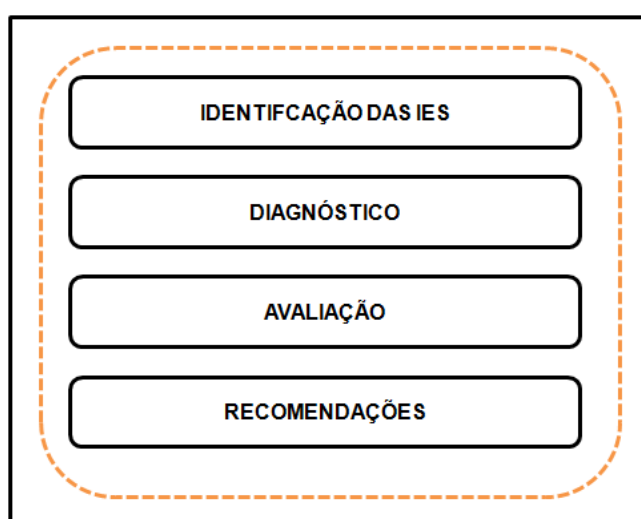 IDENTIFCAÇÃO DAS IES
DIAGNÓSTICO
AVALIAÇÃO
RECOMENDAÇÕES